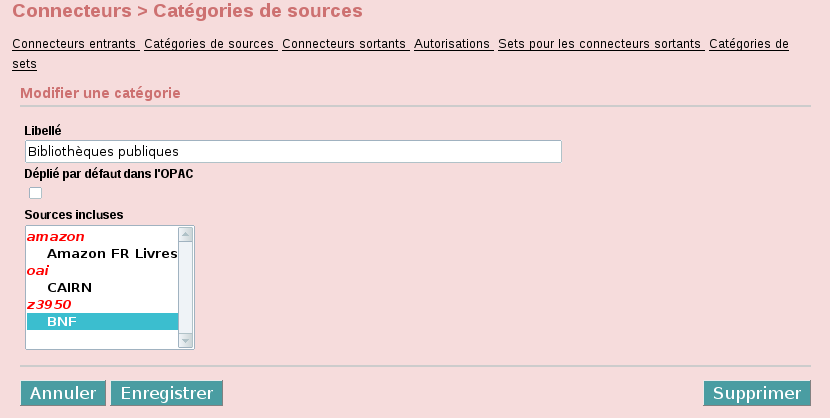 Connecteurs > Catégories de sources
Connecteurs entrants Catégories de sources Connecteurs sortants Autorisations Sets pour les connecteurs sortants Catégories de
sets
Modifier une catégorie
Libellé
Bibliothèques publiques
Déplié par défaut dans l'OPAC
Sources incluses
amazon
Amazon FR Livres
oai
CAIRN
z3950
BNF
Annuler Enregistrer Supprimer